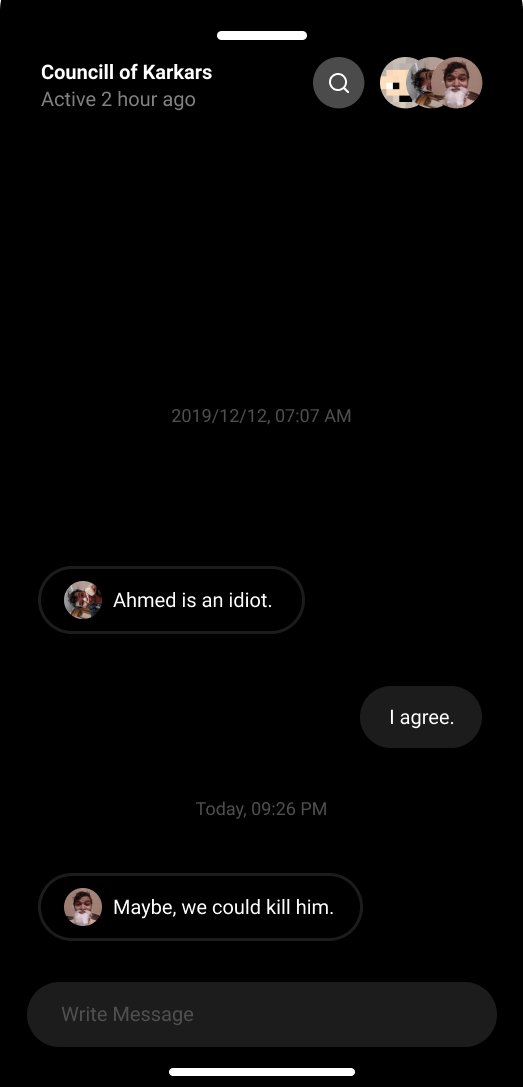 Councill of Karkars
Active 2 hour ago
2019/12/12, 07:07 AM
Ahmed is an idiot.
I agree.
Today, 09:26 PM
Maybe, we could kill him.
Write Message